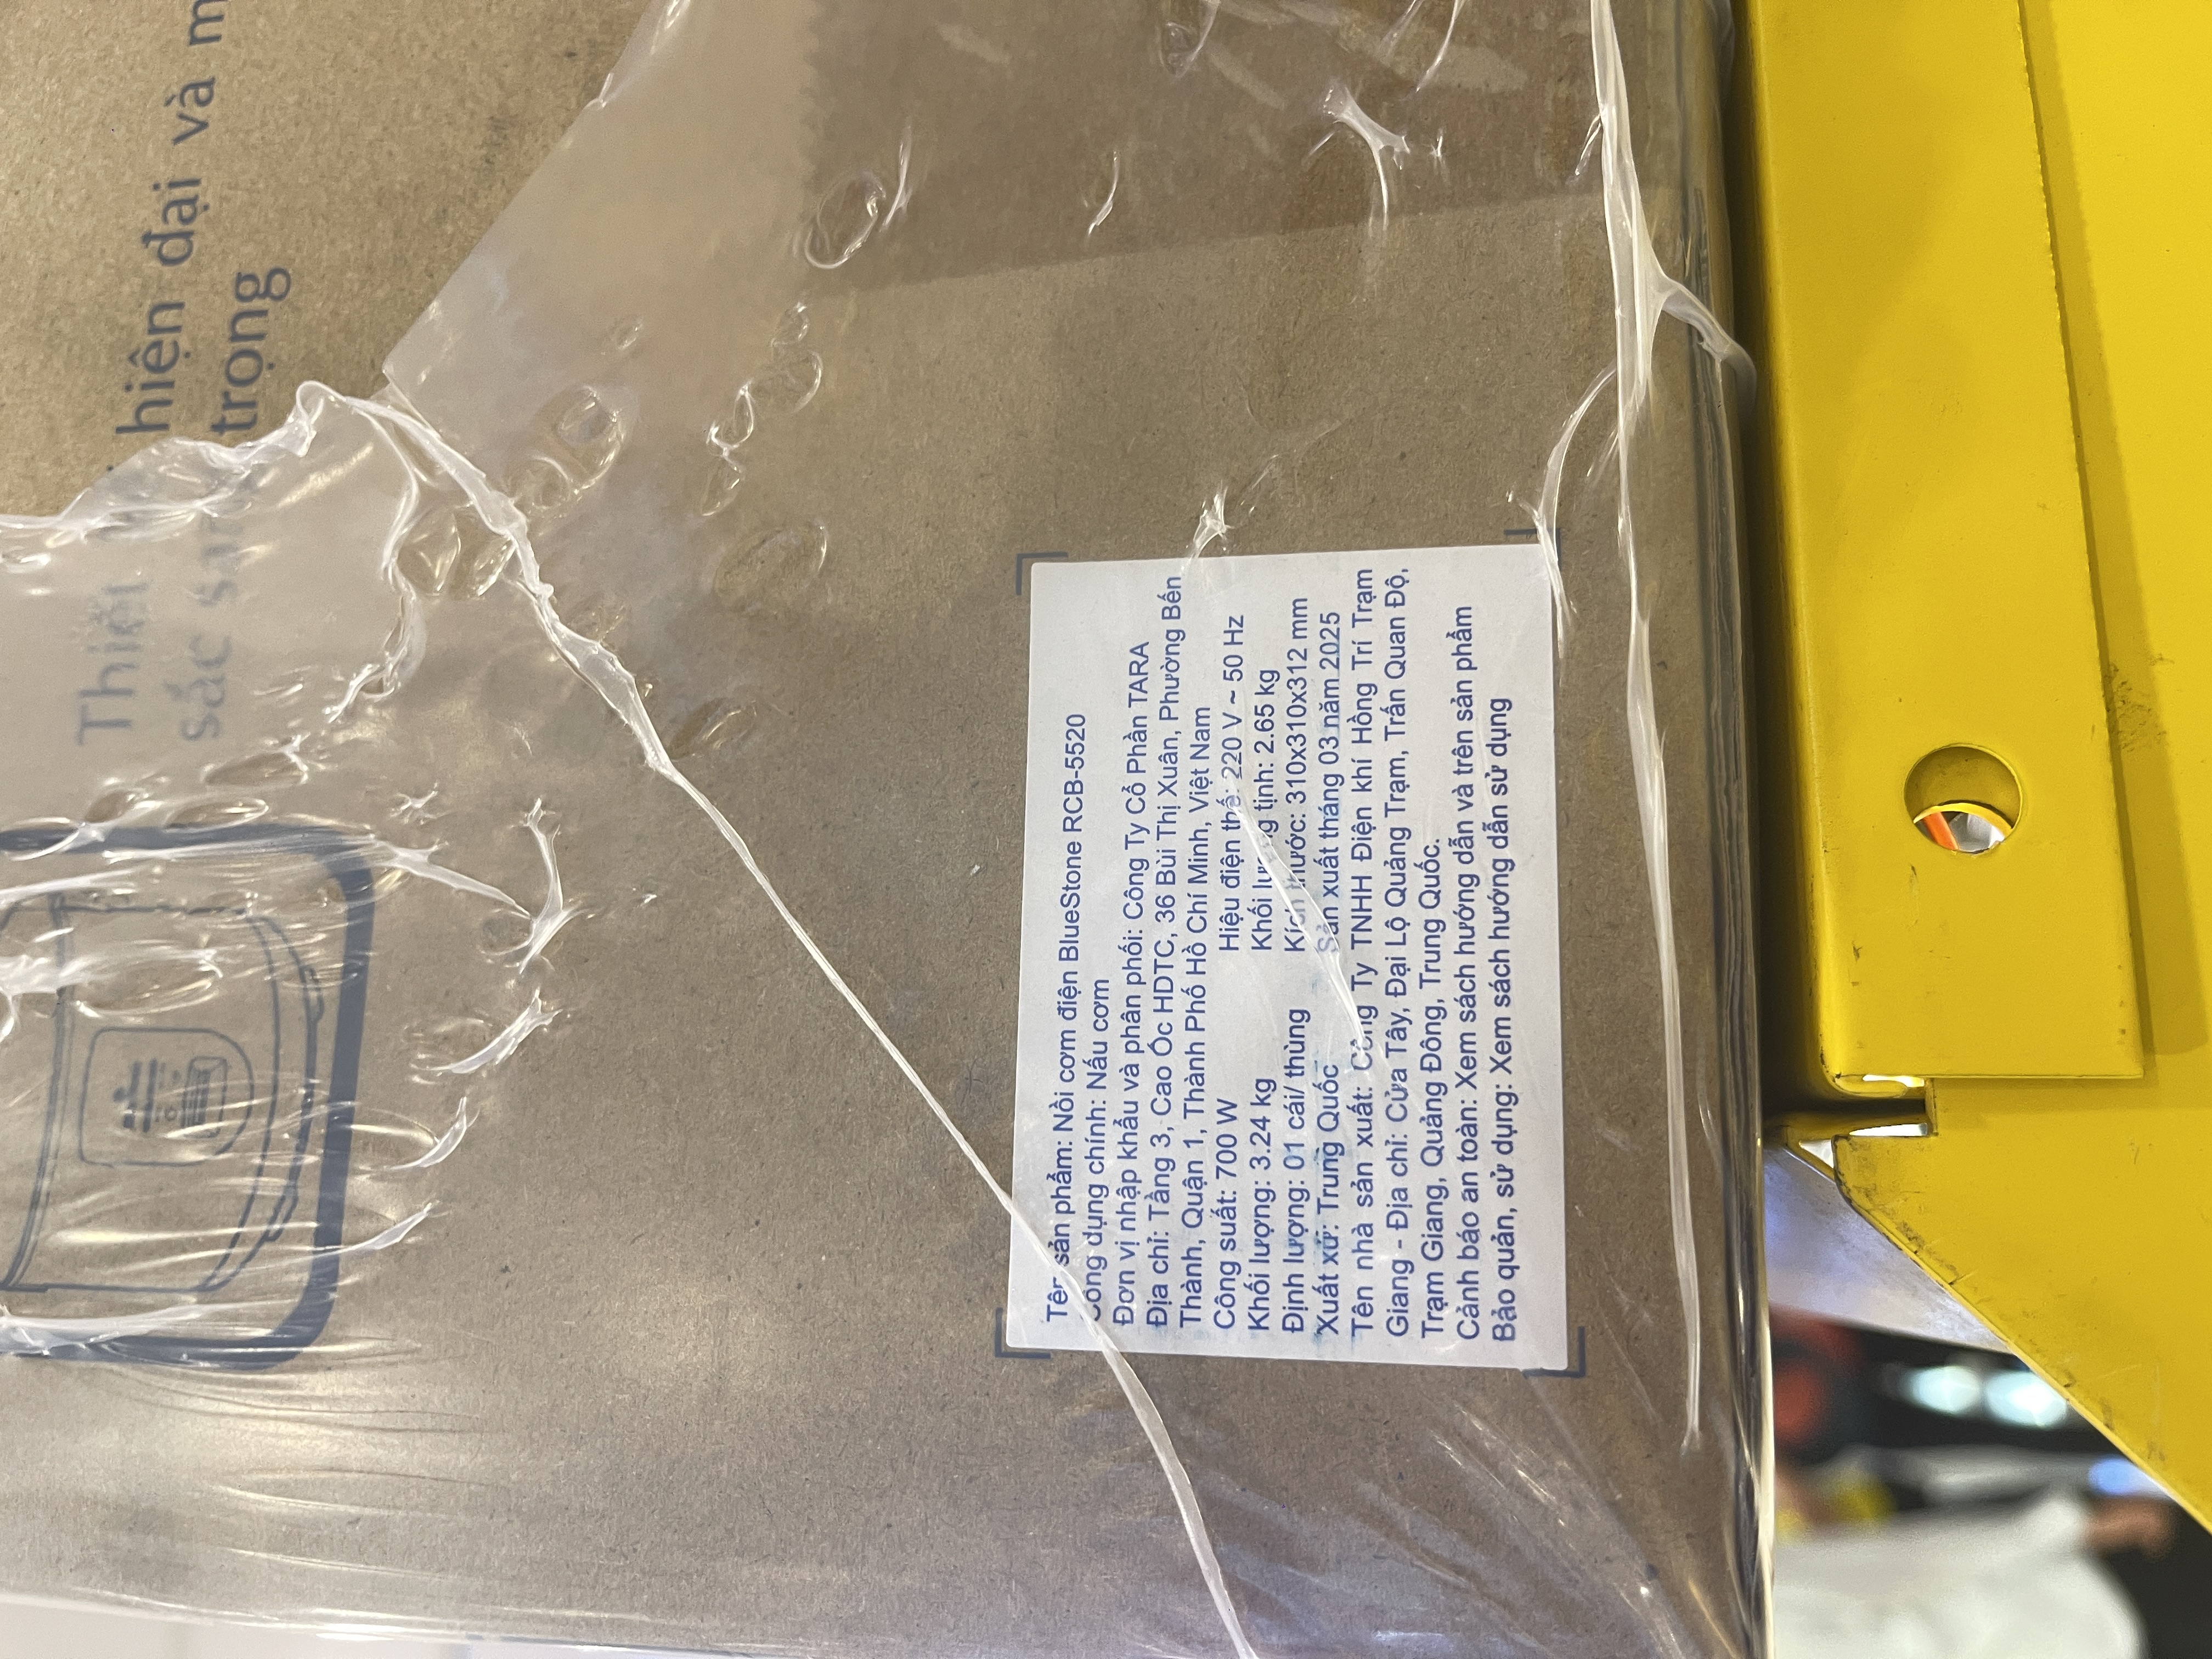 Thiết hiện đại và
sắc sang trọng
Tên sản phẩm: Nồi cơm điện BlueStone RCB-5520
Công dụng chính: Nấu cơm
Đơn vị nhập khẩu và phân phối: Công Ty Cổ Phần TARA
Địa chỉ: Tầng 3, Cao Ốc HDTC, 36 Bùi Thị Xuân, Phường Bến
Thành, Quận 1, Thành Phố Hồ Chí Minh, Việt Nam
Công suất: 700 W Hiệu điện thế: 220 V ~ 50 Hz
Khối lượng: 3.24 kg Khối lượng tịnh: 2.65 kg
Định lượng: 01 cái/ thùng Kích thước: 310x310x312 mm
Xuất xứ: Trung Quốc Sản xuất tháng 03 năm 2025
Tên nhà sản xuất: Công Ty TNHH Điện khí Hồng Trí Trạm
Giang - Địa chỉ: Cửa Tây, Đại Lộ Quảng Trạm, Trấn Quan Độ,
Trạm Giang, Quảng Đông, Trung Quốc.
Cảnh báo an toàn: Xem sách hướng dẫn và trên sản phẩm
Bảo quản, sử dụng: Xem sách hướng dẫn sử dụng